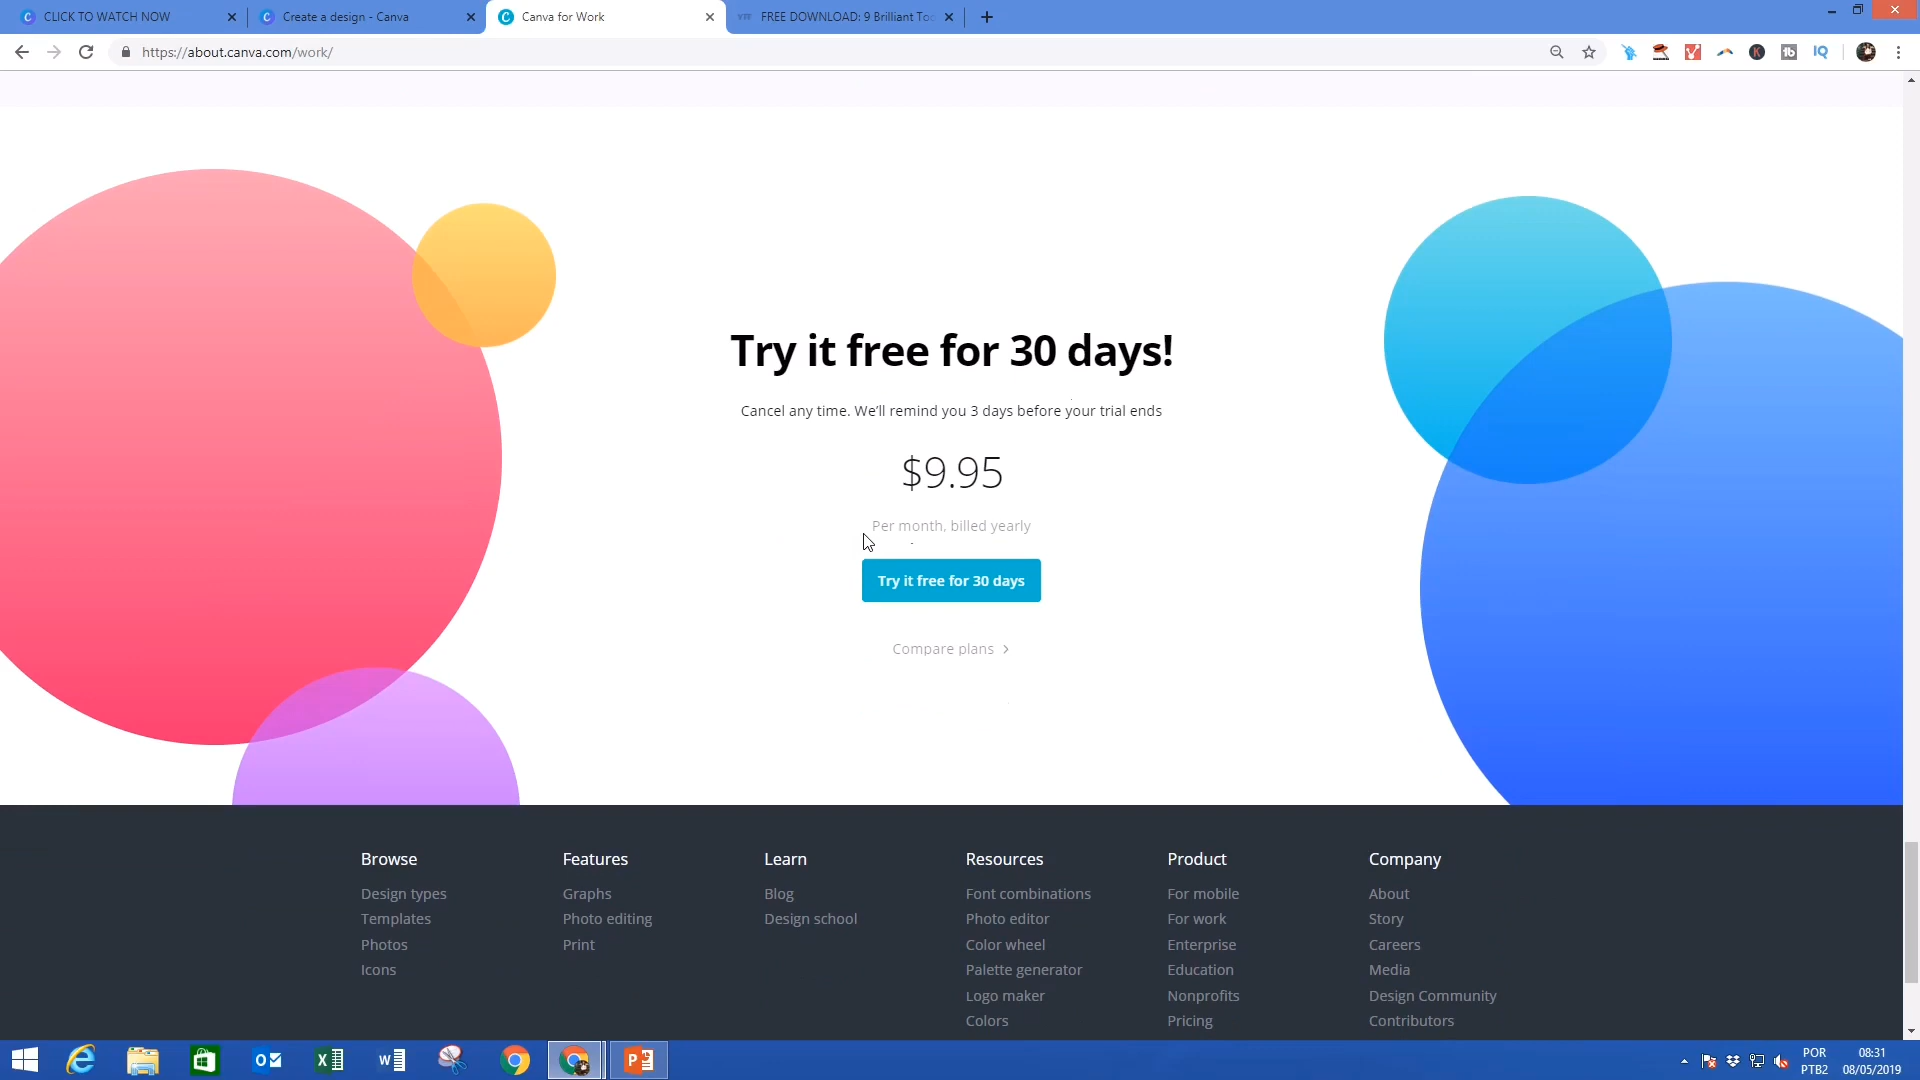 CLICK TO WATCH NOW
Create a design - Canva
Canva for Work
FREE DOWNLOAD: 9 Brilliant Too
https://about.canva.com/work/
Try it free for 30 days!
Cancel any time. We'll remind you 3 days before your trial ends
$9.95
Per month, billed yearly
Try it free for 30 days
Compare plans
Browse
Design types
Templates
Photos
Icons
Features
Graphs
Photo editing
Print
Learn
Blog
Design school
Resources
Font combinations
Photo editor
Color wheel
Palette generator
Logo maker
Colors
Product
For mobile
For work
Enterprise
Education
Nonprofits
Pricing
Company
About
Story
Careers
Media
Design Community
Contributors
POR
PTB2
08:31
08/05/2019